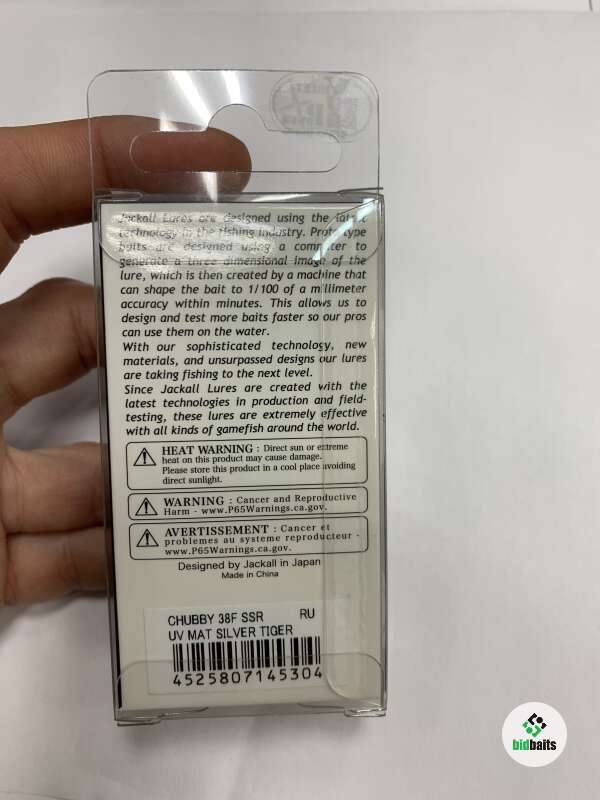 Jackall Lures are designed using the latest
technology in the fishing industry. Prototype
baits are designed using a computer to
generate a three dimensional image of the
lure, which is then created by a machine that
can shape the bait to 1/100 of a millimeter
accuracy within minutes. This allows us to
design and test more baits faster so our pros
can use them on the water.
With our sophisticated technology, new
materials, and unsurpassed designs our lures
are taking fishing to the next level.
Since Jackall Lures are created with the
latest technologies in production and field-
testing, these lures are extremely effective
with all kinds of gamefish around the world.
HEAT WARNING : Direct sun or extreme
heat on this product may cause damage.
Please store this product in a cool place avoiding
direct sunlight.
WARNING : Cancer and Reproductive
Harm - www.P65Warnings.ca.gov.
AVERTISSEMENT : Cancer et
problemes au systeme reproducteur -
www.P65Warnings.ca.gov.
Designed by Jackall in Japan
Made in China
CHUBBY 38F SSR RU
UV MAT SILVER TIGER
4525807145304
bidbaits